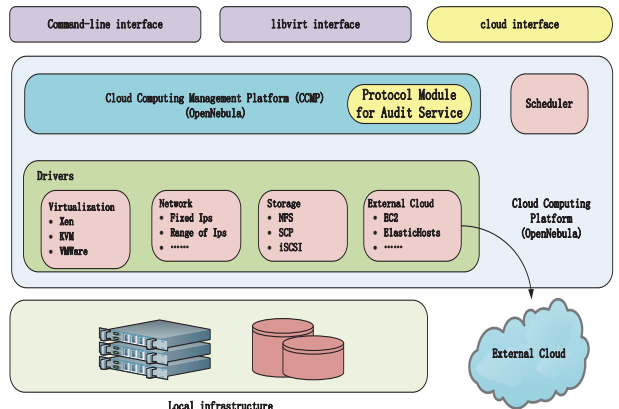 Command-line interface
libvirt interface
cloud interface
Cloud Computing Management Platform (CCMP)
(OpenNebula)
Protocol Module
for Audit Service
Scheduler
Drivers
Virtualization
• Xen
• KVM
• VMWare
Network
• Fixed Ips
• Range of Ips
• ······
Storage
• NFS
• SCP
• iSCSI
External Cloud
• EC2
• ElasticHosts
• ······
Cloud Computing
Platform
(OpenNebula)
External Cloud
Local infrastructure